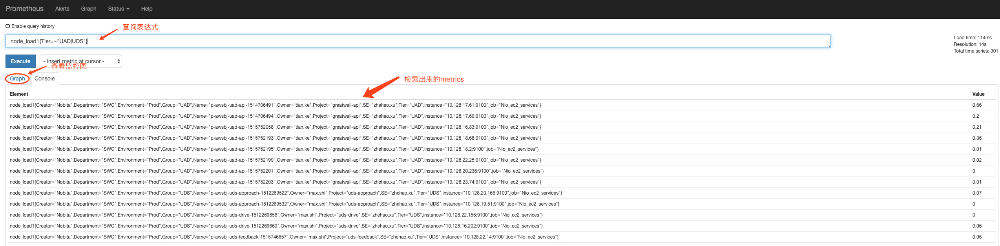 Prometheus Alerts Graph Status Help
Enable query history
查询表达式
node_load1{Tier=~"UAD|UDS"}
Load time: 114ms
Resolution: 14s
Total time series: 301
Execute - insert metric at cursor -
查看监控图
Graph Console
检索出来的metrics
Element Value
node_load1{Creator="Nobita",Department="SWC",Environment="Prod",Group="UAD",Name="p-awsbj-uad-api-1514706491",Owner="tian.ke",Project="greatwall-api",SE="zhehao.xu",Tier="UAD",instance="10.128.17.61:9100",job="Nio_ec2_services"} 0.66
node_load1{Creator="Nobita",Department="SWC",Environment="Prod",Group="UAD",Name="p-awsbj-uad-api-1514706494",Owner="tian.ke",Project="greatwall-api",SE="zhehao.xu",Tier="UAD",instance="10.128.17.69:9100",job="Nio_ec2_services"} 0.2
node_load1{Creator="Nobita",Department="SWC",Environment="Prod",Group="UAD",Name="p-awsbj-uad-api-1515752058",Owner="tian.ke",Project="greatwall-api",SE="zhehao.xu",Tier="UAD",instance="10.128.16.83:9100",job="Nio_ec2_services"} 0.21
node_load1{Creator="Nobita",Department="SWC",Environment="Prod",Group="UAD",Name="p-awsbj-uad-api-1515752193",Owner="tian.ke",Project="greatwall-api",SE="zhehao.xu",Tier="UAD",instance="10.128.18.68:9100",job="Nio_ec2_services"} 0.36
node_load1{Creator="Nobita",Department="SWC",Environment="Prod",Group="UAD",Name="p-awsbj-uad-api-1515752195",Owner="tian.ke",Project="greatwall-api",SE="zhehao.xu",Tier="UAD",instance="10.128.18.2:9100",job="Nio_ec2_services"} 0.01
node_load1{Creator="Nobita",Department="SWC",Environment="Prod",Group="UAD",Name="p-awsbj-uad-api-1515752199",Owner="tian.ke",Project="greatwall-api",SE="zhehao.xu",Tier="UAD",instance="10.128.22.25:9100",job="Nio_ec2_services"} 0.02
node_load1{Creator="Nobita",Department="SWC",Environment="Prod",Group="UAD",Name="p-awsbj-uad-api-1515752201",Owner="tian.ke",Project="greatwall-api",SE="zhehao.xu",Tier="UAD",instance="10.128.20.236:9100",job="Nio_ec2_services"} 0
node_load1{Creator="Nobita",Department="SWC",Environment="Prod",Group="UAD",Name="p-awsbj-uad-api-1515752203",Owner="tian.ke",Project="greatwall-api",SE="zhehao.xu",Tier="UAD",instance="10.128.23.74:9100",job="Nio_ec2_services"} 0.01
node_load1{Creator="Nobita",Department="SWC",Environment="Prod",Group="UDS",Name="p-awsbj-uds-approach-1512269522",Owner="max.shi",Project="uds-approach",SE="zhehao.xu",Tier="UDS",instance="10.128.20.166:9100",job="Nio_ec2_services"} 0.07
node_load1{Creator="Nobita",Department="SWC",Environment="Prod",Group="UDS",Name="p-awsbj-uds-approach-1512269532",Owner="max.shi",Project="uds-approach",SE="zhehao.xu",Tier="UDS",instance="10.128.19.51:9100",job="Nio_ec2_services"} 0
node_load1{Creator="Nobita",Department="SWC",Environment="Prod",Group="UDS",Name="p-awsbj-uds-drive-1512269656",Owner="max.shi",Project="uds-drive",SE="zhehao.xu",Tier="UDS",instance="10.128.22.155:9100",job="Nio_ec2_services"} 0
node_load1{Creator="Nobita",Department="SWC",Environment="Prod",Group="UDS",Name="p-awsbj-uds-drive-1512269660",Owner="max.shi",Project="uds-drive",SE="zhehao.xu",Tier="UDS",instance="10.128.16.202:9100",job="Nio_ec2_services"} 0.06
node_load1{Creator="Nobita",Department="SWC",Environment="Prod",Group="UDS",Name="p-awsbj-uds-feedback-1515746657",Owner="max.shi",Project="uds-feedback",SE="zhehao.xu",Tier="UDS",instance="10.128.22.14:9100",job="Nio_ec2_services"} 0.06